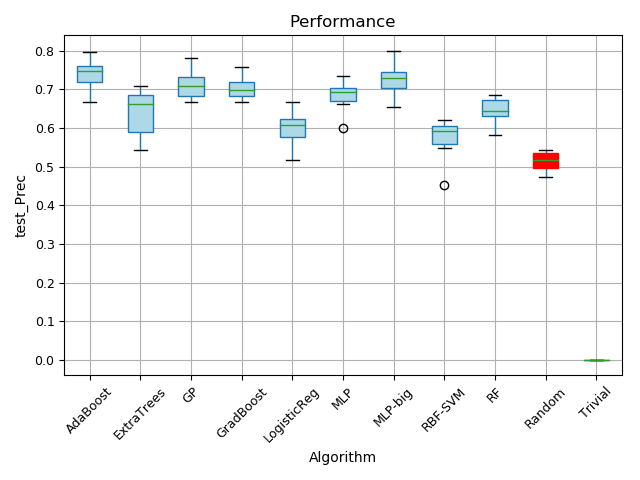 Performance
test_Prec
0.8
0.7
0.6
0.5
0.4
0.3
0.2
0.1
0.0
AdaBoost
ExtraTrees
GP
GradBoost
LogisticReg
MLP
MLP-big
RBF-SVM
RF
Random
Trivial
Algorithm